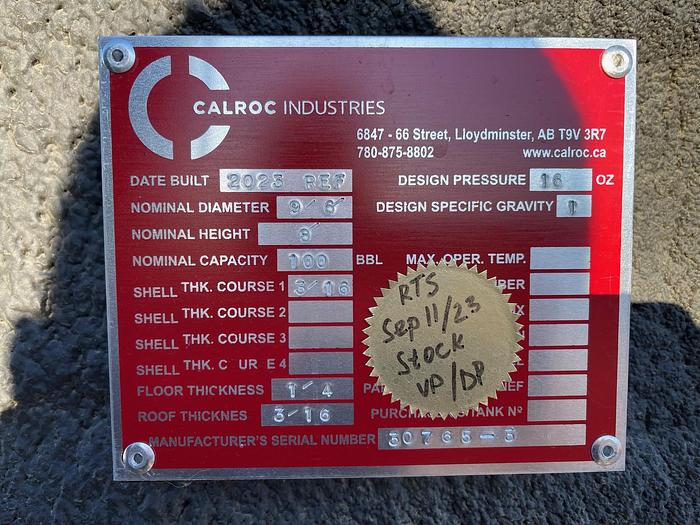 CALROC INDUSTRIES
6847 - 66 Street, Lloydminster, AB T9V 3R7
780-875-8802 www.calroc.ca
DATE BUILT 2023 REF DESIGN PRESSURE 16 OZ
NOMINAL DIAMETER 9'6" DESIGN SPECIFIC GRAVITY 1
NOMINAL HEIGHT 8'
NOMINAL CAPACITY 100 BBL MAX. OPER. TEMP.
SHELL THK. COURSE 1 3/16 BER
SHELL THK. COURSE 2
SHELL THK. COURSE 3
SHELL THK. C UR E 4
FLOOR THICKNESS 1/4
ROOF THICKNES 3-16 TANK Nº
MANUFACTURER'S SERIAL NUMBER 30765-3
RTS
Sep 11/23
Stock
VP/DP